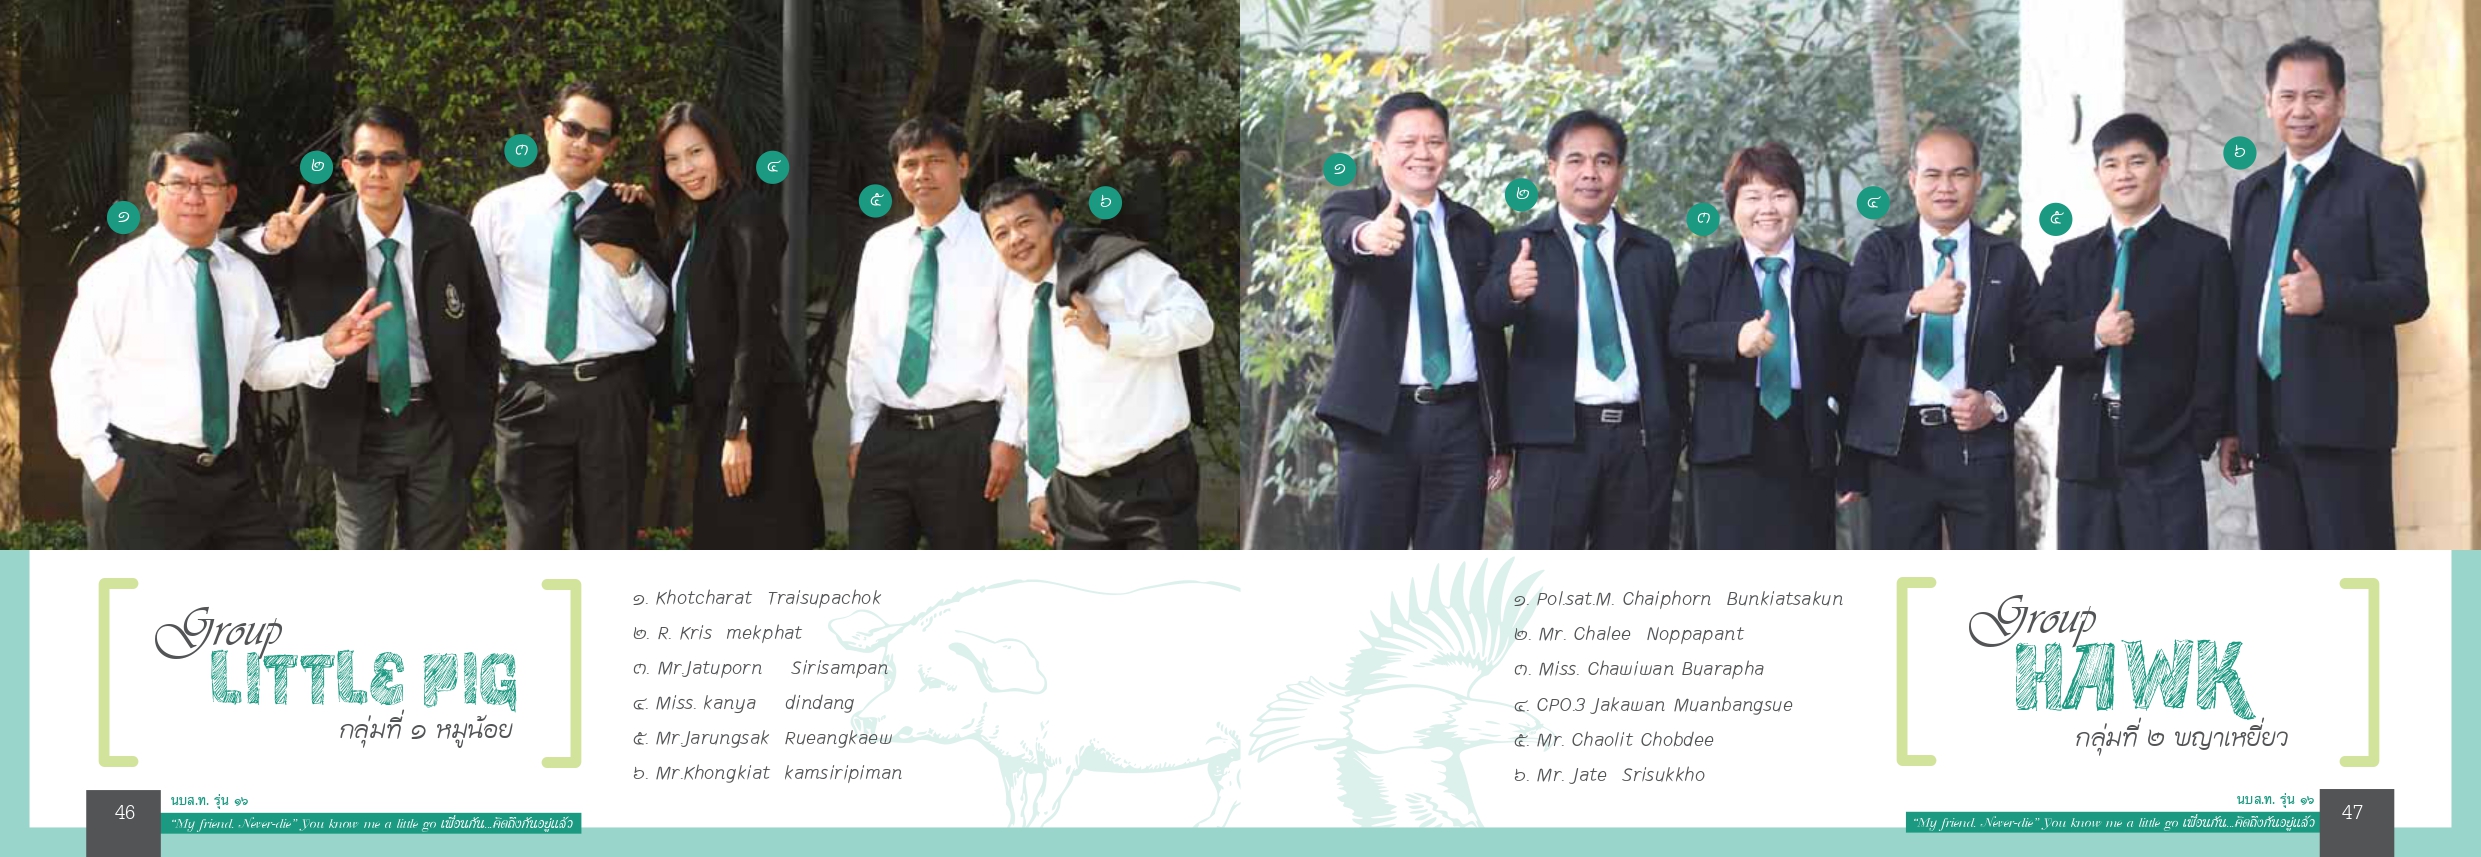 ๑
๒
๓
๔
๕
๖
Group
LITTLE PIG
กลุ่มที่ ๑ หมูน้อย
๑. Khotcharat Traisupachok
๒. R. Kris mekphat
๓. Mr.Jatuporn Sirisampan
๔. Miss. kanya dindang
๕. Mr.Jarungsak Rueangkaew
๖. Mr.Khongkiat kamsiripiman
46
นบส.ท. รุ่น ๑๖
“My friend. Never-die” You know me a little go เพื่อนกัน...คิดถึงกันอยู่แล้ว
๑
๒
๓
๔
๕
๖
๑. Pol.sat.M. Chaiphorn Bunkiatsakun
๒. Mr. Chalee Noppapant
๓. Miss. Chawiwan Buarapha
๔. CPO.3 Jakawan Muanbangsue
๕. Mr. Chaolit Chobdee
๖. Mr. Jate Srisukkho
Group
HAWK
กลุ่มที่ ๒ พญาเหยี่ยว
นบส.ท. รุ่น ๑๖
“My friend. Never-die” You know me a little go เพื่อนกัน...คิดถึงกันอยู่แล้ว
47